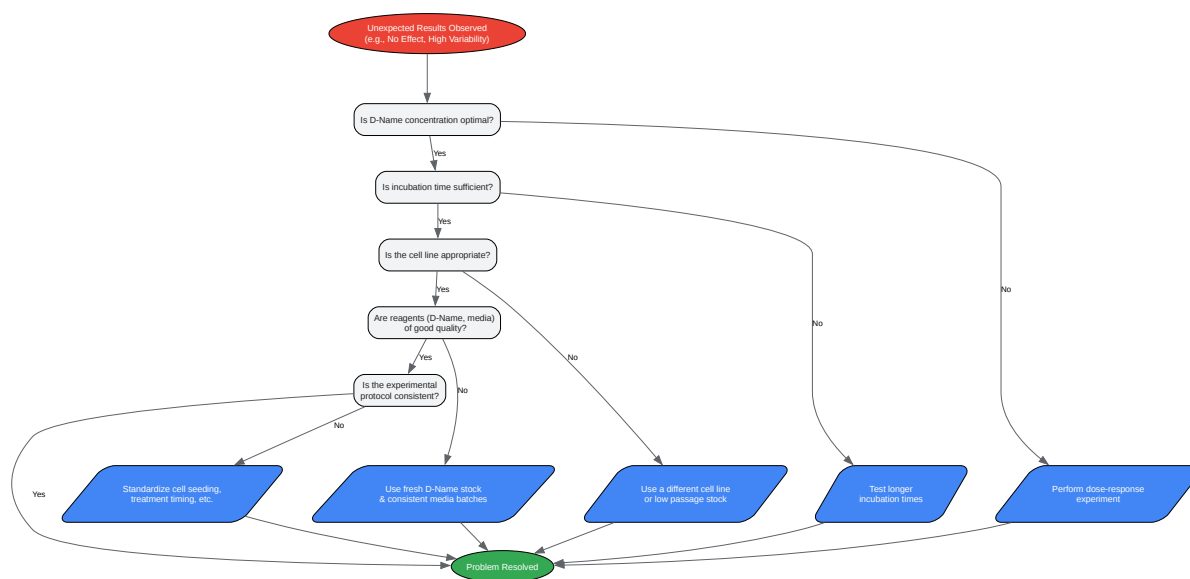 Unexpected Results Observed
(e.g., No Effect, High Variability)
Is D-Name concentration optimal?
Yes
Is incubation time sufficient?
Yes
Is the cell line appropriate?
Yes
No
Are reagents (D-Name, media)
of good quality?
No
Yes
No
Is the experimental
protocol consistent?
No
No
Yes
Standardize cell seeding,
treatment timing, etc.
Use fresh D-Name stock
& consistent media batches
Use a different cell line
or low passage stock
Test longer
incubation times
Perform dose-response
experiment
Problem Resolved